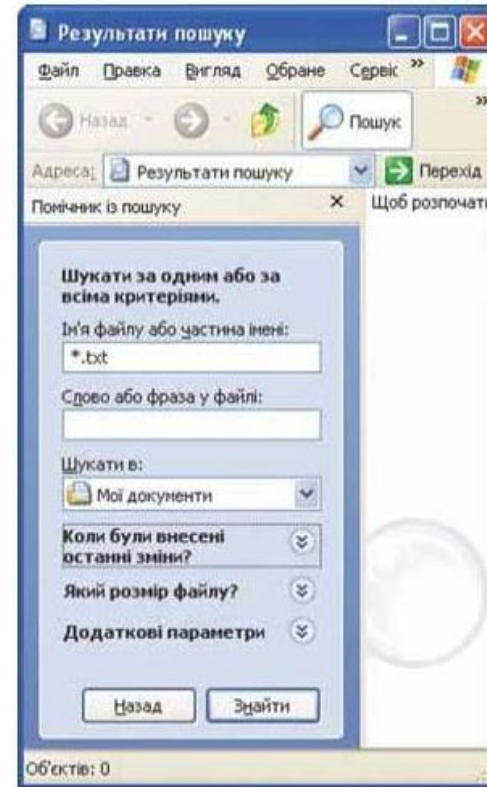 Результати пошуку
Файл Правка Вигляд Обране Сервіс »
Назад Пошук »
Адреса: Результати пошуку Перехід
Помічник із пошуку × Щоб розпочати
Шукати за одним або за
всіма критеріями.
Ім'я файлу або частина імені:
*.txt
Слово або фраза у файлі:
Шукати в:
Мої документи
Коли були внесені
останні зміни?
Який розмір файлу?
Додаткові параметри
Назад Знайти
Об'єктів: 0